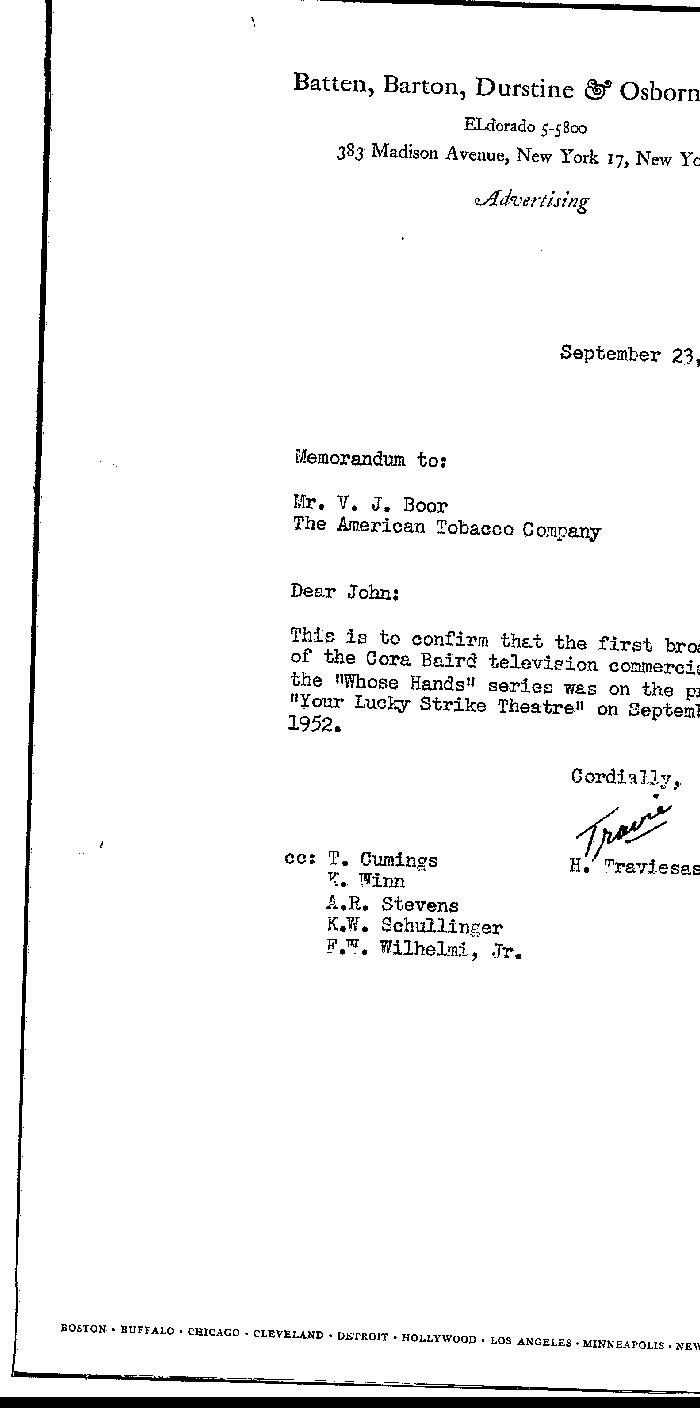 Batten, Barton, Durstine & Osborn
ELdorado 5-5800
383 Madison Avenue, New York 17, New Yo
Advertising
September 23,
Memorandum to:
Mr. V. J. Boor
The American Tobacco Company
Dear John:
This is to confirm that the first broa
of the Cora Baird television commercia
the "Whose Hands" series was on the p
"Your Lucky Strike Theatre" on Septem
1952.
Cordially,
Travie
H. Traviesas
cc: T. Cumings
K. Winn
A.R. Stevens
K.W. Schullinger
F.W. Wilhelmi, Jr.
BOSTON · BUFFALO · CHICAGO · CLEVELAND · DETROIT · HOLLYWOOD · LOS ANGELES · MINNEAPOLIS · NEW